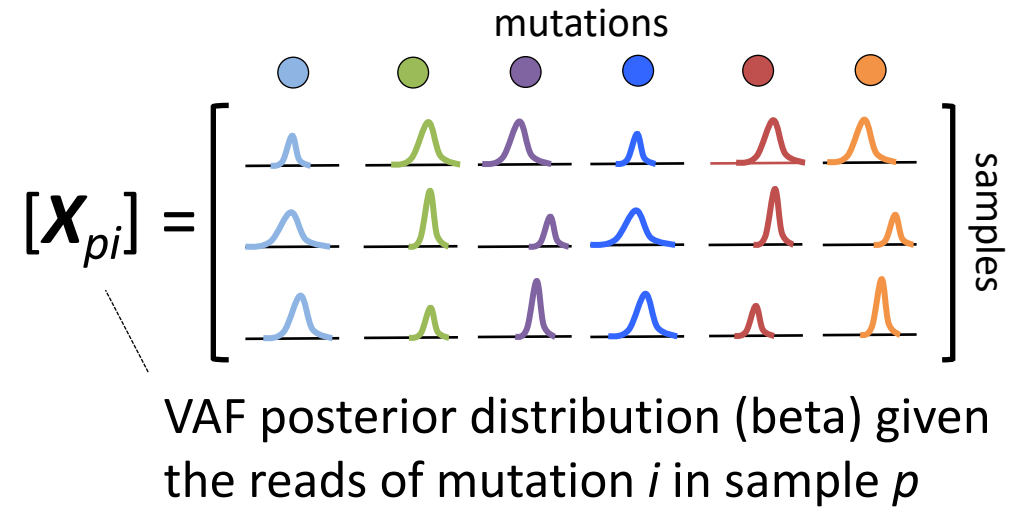 mutations
[X_pi] =
samples
VAF posterior distribution (beta) given
the reads of mutation i in sample p